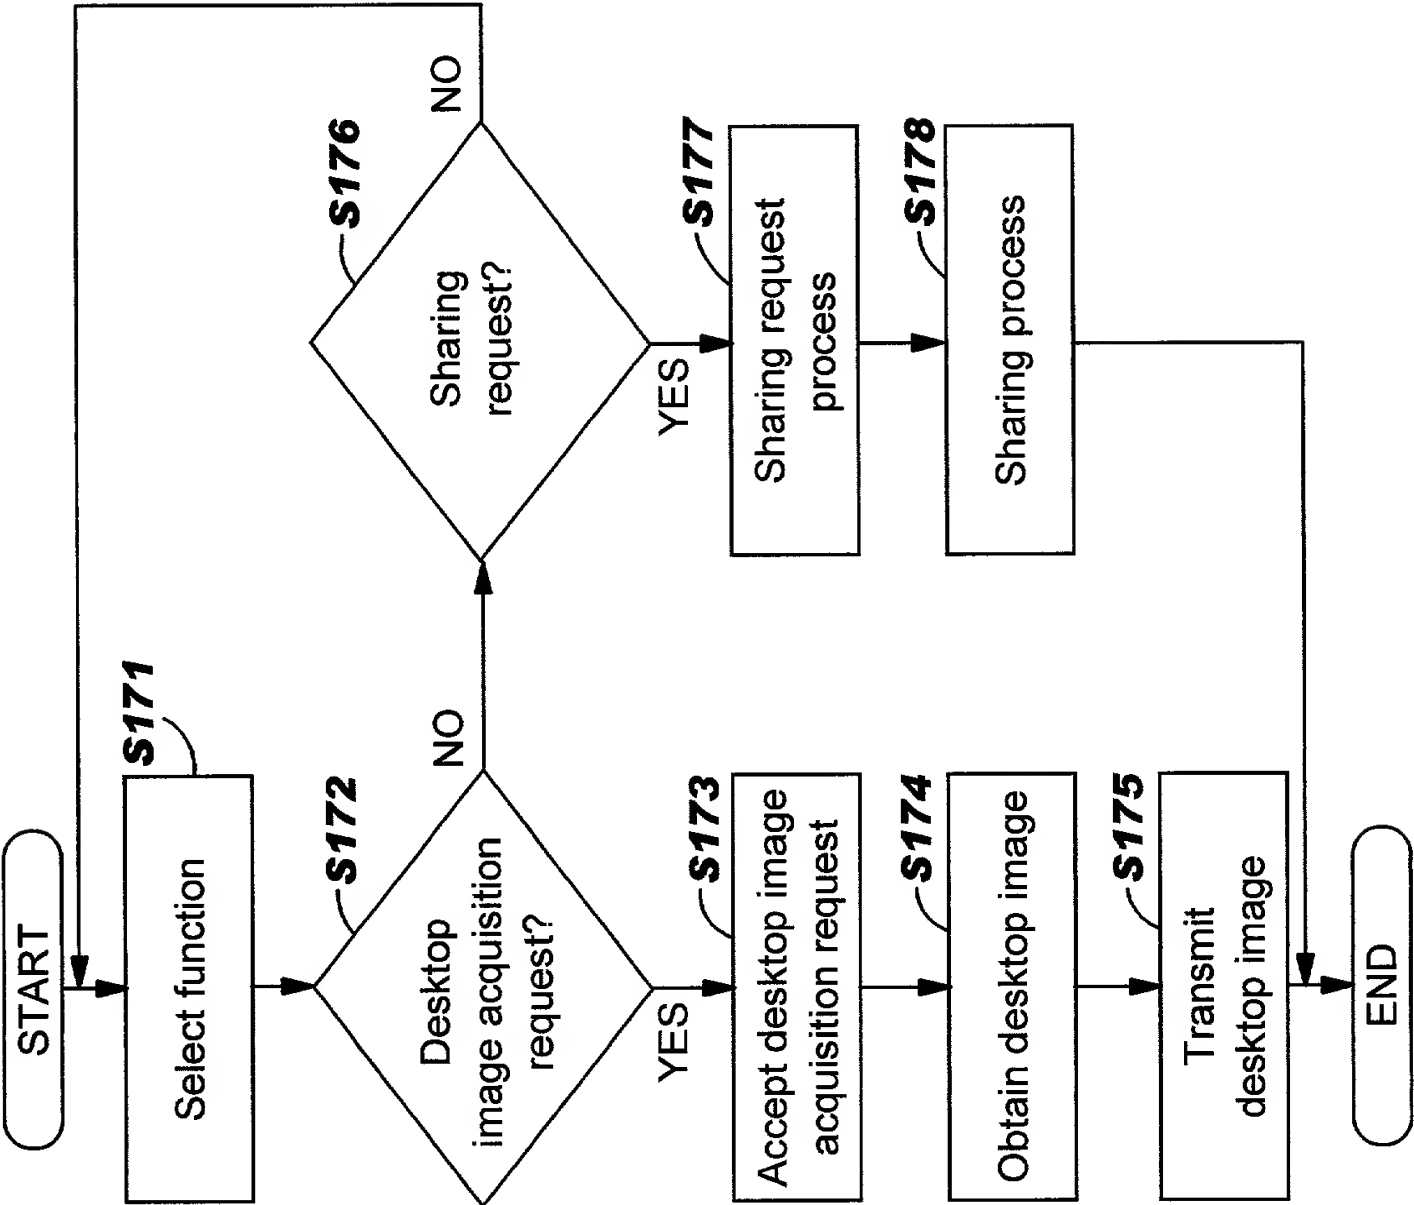 START
S171
Select function
S172
Desktop
image acquisition
request?
NO
YES
S173
Accept desktop image
acquisition request
S174
Obtain desktop image
S175
Transmit
desktop image
END
S176
Sharing
request?
NO
YES
S177
Sharing request
process
S178
Sharing process